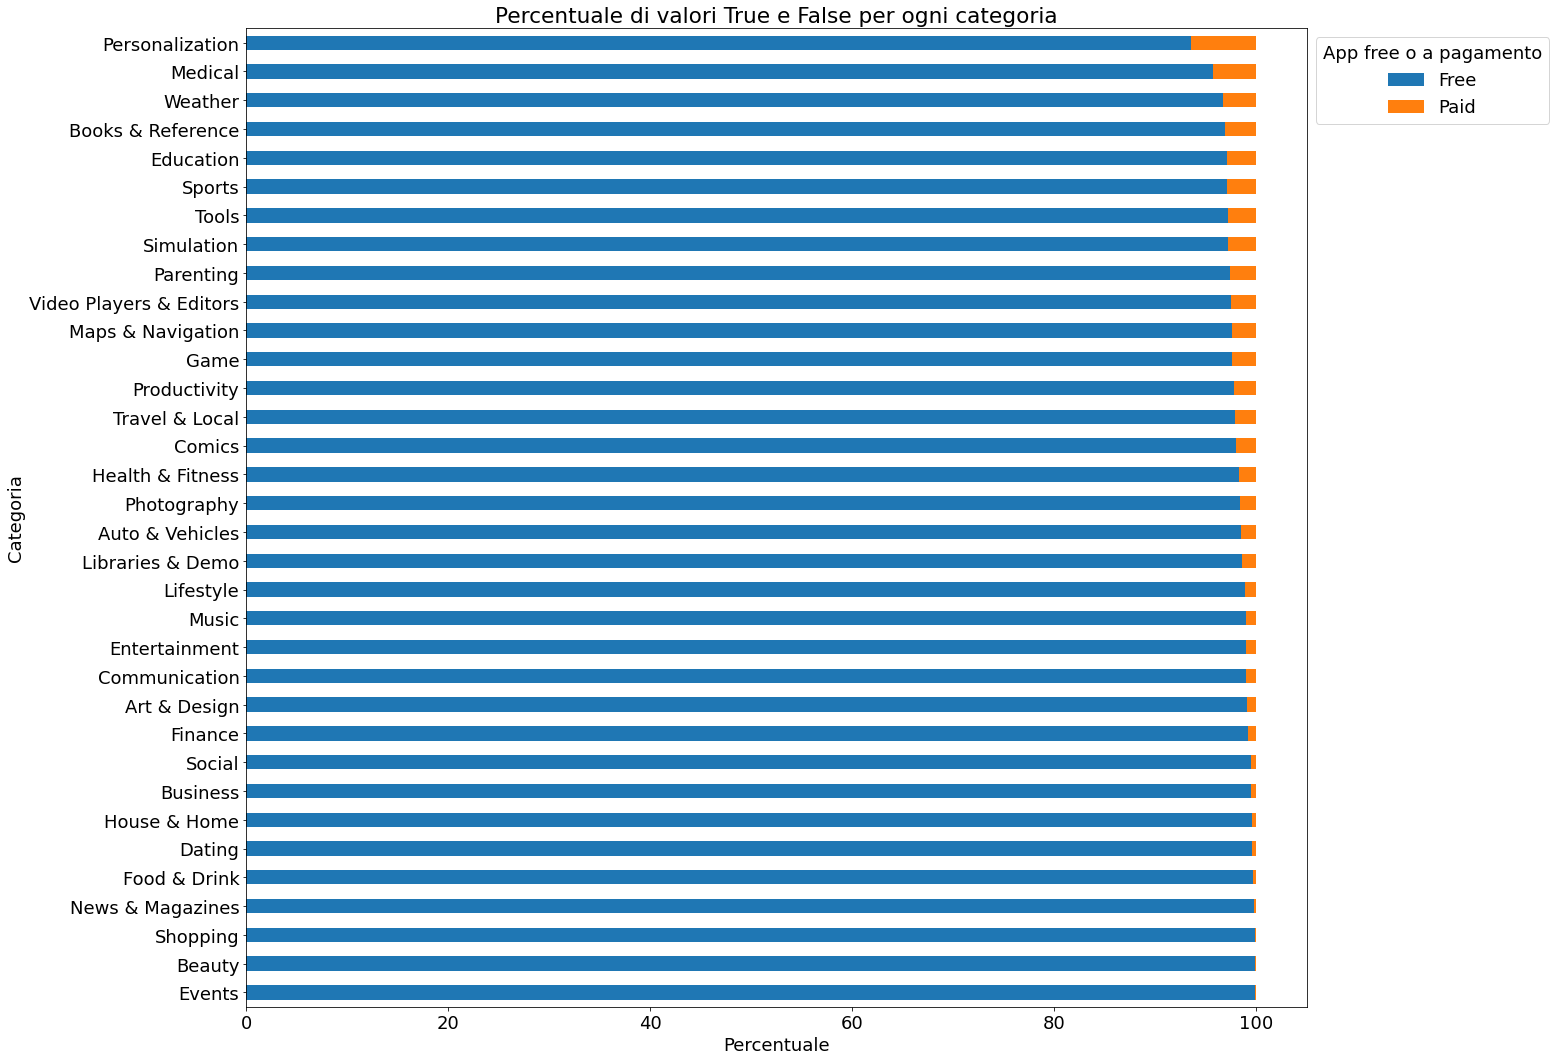 Percentuale di valori True e False per ogni categoria
App free o a pagamento
Free
Paid
Categoria
Personalization
Medical
Weather
Books & Reference
Education
Sports
Tools
Simulation
Parenting
Video Players & Editors
Maps & Navigation
Game
Productivity
Travel & Local
Comics
Health & Fitness
Photography
Auto & Vehicles
Libraries & Demo
Lifestyle
Music
Entertainment
Communication
Art & Design
Finance
Social
Business
House & Home
Dating
Food & Drink
News & Magazines
Shopping
Beauty
Events
0 20 40 60 80 100
Percentuale